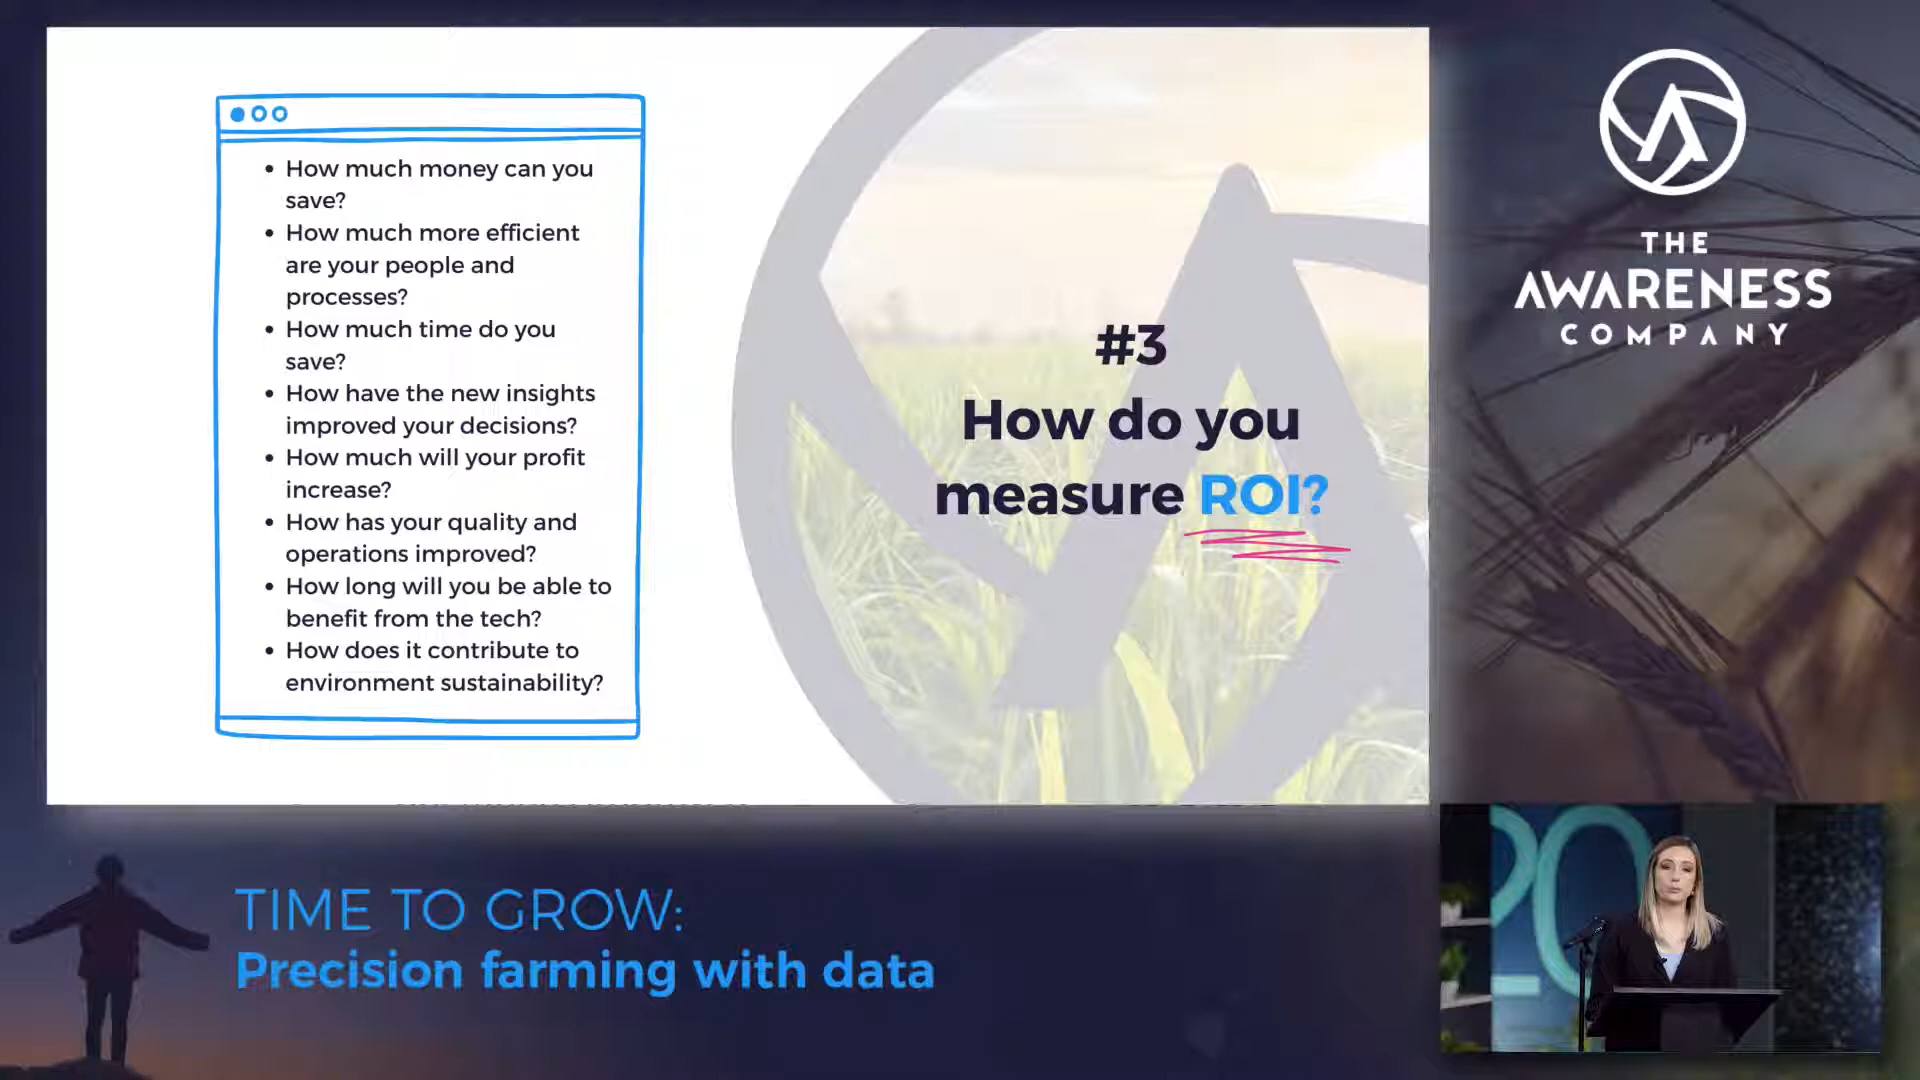 • How much money can you
save?
• How much more efficient
are your people and
processes?
• How much time do you
save?
• How have the new insights
improved your decisions?
• How much will your profit
increase?
• How has your quality and
operations improved?
• How long will you be able to
benefit from the tech?
• How does it contribute to
environment sustainability?
#3
How do you
measure ROI?
THE
AWARENESS
COMPANY
TIME TO GROW:
Precision farming with data
20